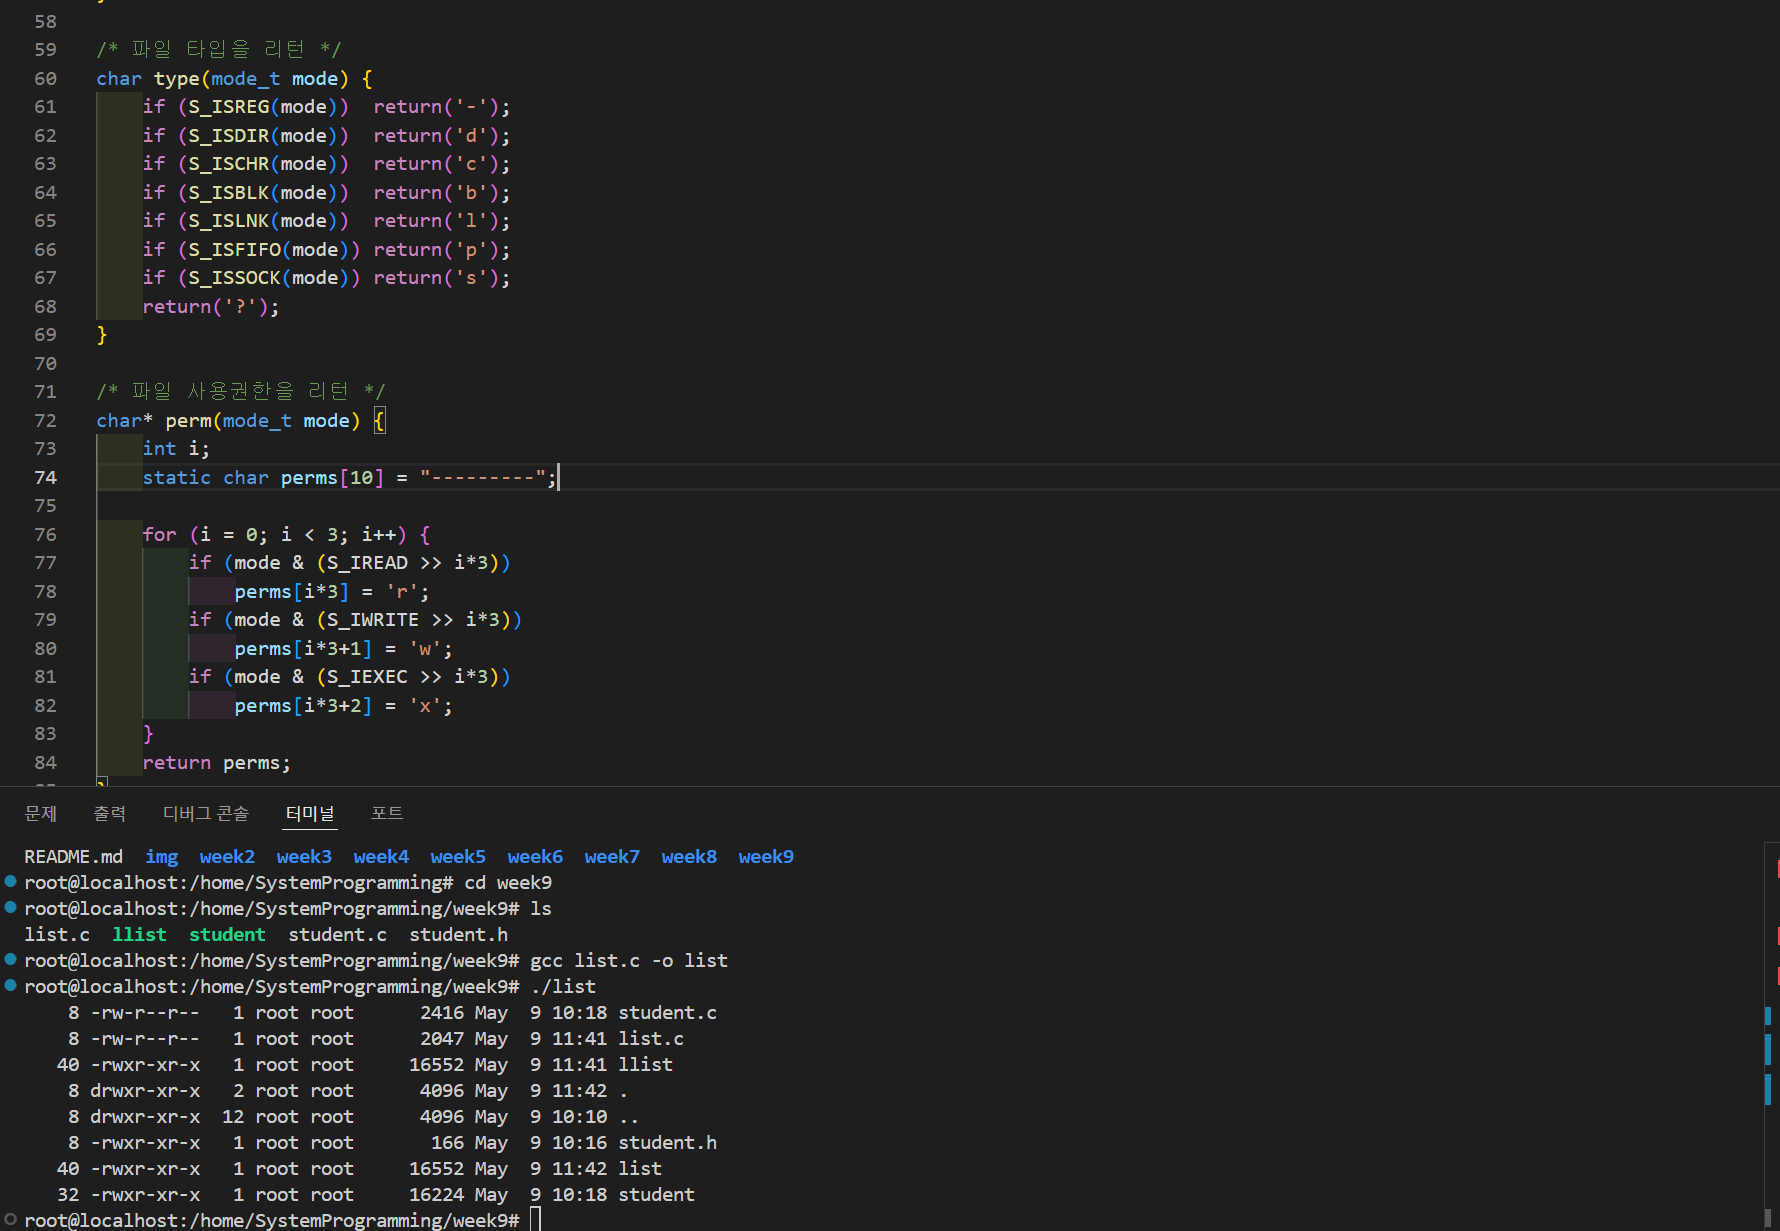 58
59 /* 파일 타입을 리턴 */
60 char type(mode_t mode) {
61     if (S_ISREG(mode))  return('-');
62     if (S_ISDIR(mode))  return('d');
63     if (S_ISCHR(mode))  return('c');
64     if (S_ISBLK(mode))  return('b');
65     if (S_ISLNK(mode))  return('l');
66     if (S_ISFIFO(mode)) return('p');
67     if (S_ISSOCK(mode)) return('s');
68     return('?');
69 }
70
71 /* 파일 사용권한을 리턴 */
72 char* perm(mode_t mode) {
73     int i;
74     static char perms[10] = "---------";
75
76     for (i = 0; i < 3; i++) {
77         if (mode & (S_IREAD >> i*3))
78             perms[i*3] = 'r';
79         if (mode & (S_IWRITE >> i*3))
80             perms[i*3+1] = 'w';
81         if (mode & (S_IEXEC >> i*3))
82             perms[i*3+2] = 'x';
83     }
84     return perms;
문제 출력 디버그 콘솔 터미널 포트
README.md  img  week2  week3  week4  week5  week6  week7  week8  week9
root@localhost:/home/SystemProgramming# cd week9
root@localhost:/home/SystemProgramming/week9# ls
list.c  llist  student  student.c  student.h
root@localhost:/home/SystemProgramming/week9# gcc list.c -o list
root@localhost:/home/SystemProgramming/week9# ./list
    8 -rw-r--r--   1 root root      2416 May  9 10:18 student.c
    8 -rw-r--r--   1 root root      2047 May  9 11:41 list.c
   40 -rwxr-xr-x   1 root root     16552 May  9 11:41 llist
    8 drwxr-xr-x   2 root root      4096 May  9 11:42 .
    8 drwxr-xr-x  12 root root      4096 May  9 10:10 ..
    8 -rwxr-xr-x   1 root root       166 May  9 10:16 student.h
   40 -rwxr-xr-x   1 root root     16552 May  9 11:42 list
   32 -rwxr-xr-x   1 root root     16224 May  9 10:18 student
root@localhost:/home/SystemProgramming/week9#